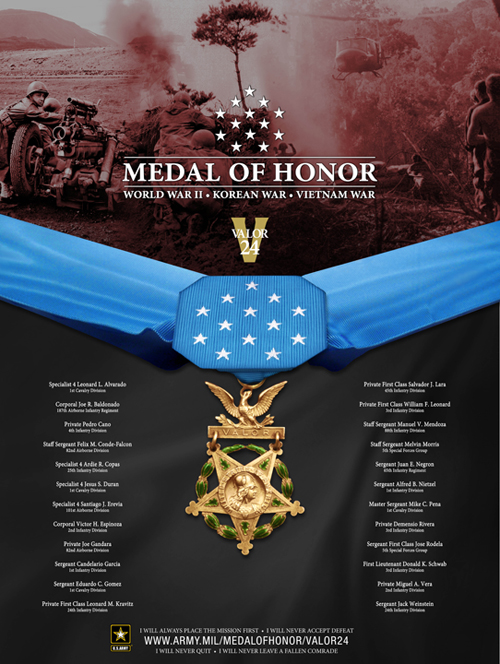 MEDAL OF HONOR
WORLD WAR II • KOREAN WAR • VIETNAM WAR
VALOR
24
V
Specialist 4 Leonard L. Alvarado
1st Cavalry Division
Corporal Joe R. Baldonado
187th Airborne Infantry Regiment
Private Pedro Cano
4th Infantry Division
Staff Sergeant Felix M. Conde-Falcon
82nd Airborne Division
Specialist 4 Ardie R. Copas
25th Infantry Division
Specialist 4 Jesus S. Duran
1st Cavalry Division
Specialist 4 Santiago J. Erevia
101st Airborne Division
Corporal Victor H. Espinoza
2nd Infantry Division
Private Joe Gandara
82nd Airborne Division
Sergeant Candelario Garcia
1st Infantry Division
Sergeant Eduardo C. Gomez
1st Cavalry Division
Private First Class Leonard M. Kravitz
24th Infantry Division
Private First Class Salvador J. Lara
45th Infantry Division
Private First Class William F. Leonard
3rd Infantry Division
Staff Sergeant Manuel V. Mendoza
88th Infantry Division
Staff Sergeant Melvin Morris
5th Special Forces Group
Sergeant Juan E. Negron
65th Infantry Regiment
Sergeant Alfred B. Nietzel
1st Infantry Division
Master Sergeant Mike C. Pena
1st Cavalry Division
Private Demensio Rivera
3rd Infantry Division
Sergeant First Class Jose Rodela
5th Special Forces Group
First Lieutenant Donald K. Schwab
3rd Infantry Division
Private Miguel A. Vera
2nd Infantry Division
Sergeant Jack Weinstein
24th Infantry Division
VALOR
U.S. ARMY
I WILL ALWAYS PLACE THE MISSION FIRST • I WILL NEVER ACCEPT DEFEAT
WWW.ARMY.MIL/MEDALOFHONOR/VALOR24
I WILL NEVER QUIT • I WILL NEVER LEAVE A FALLEN COMRADE